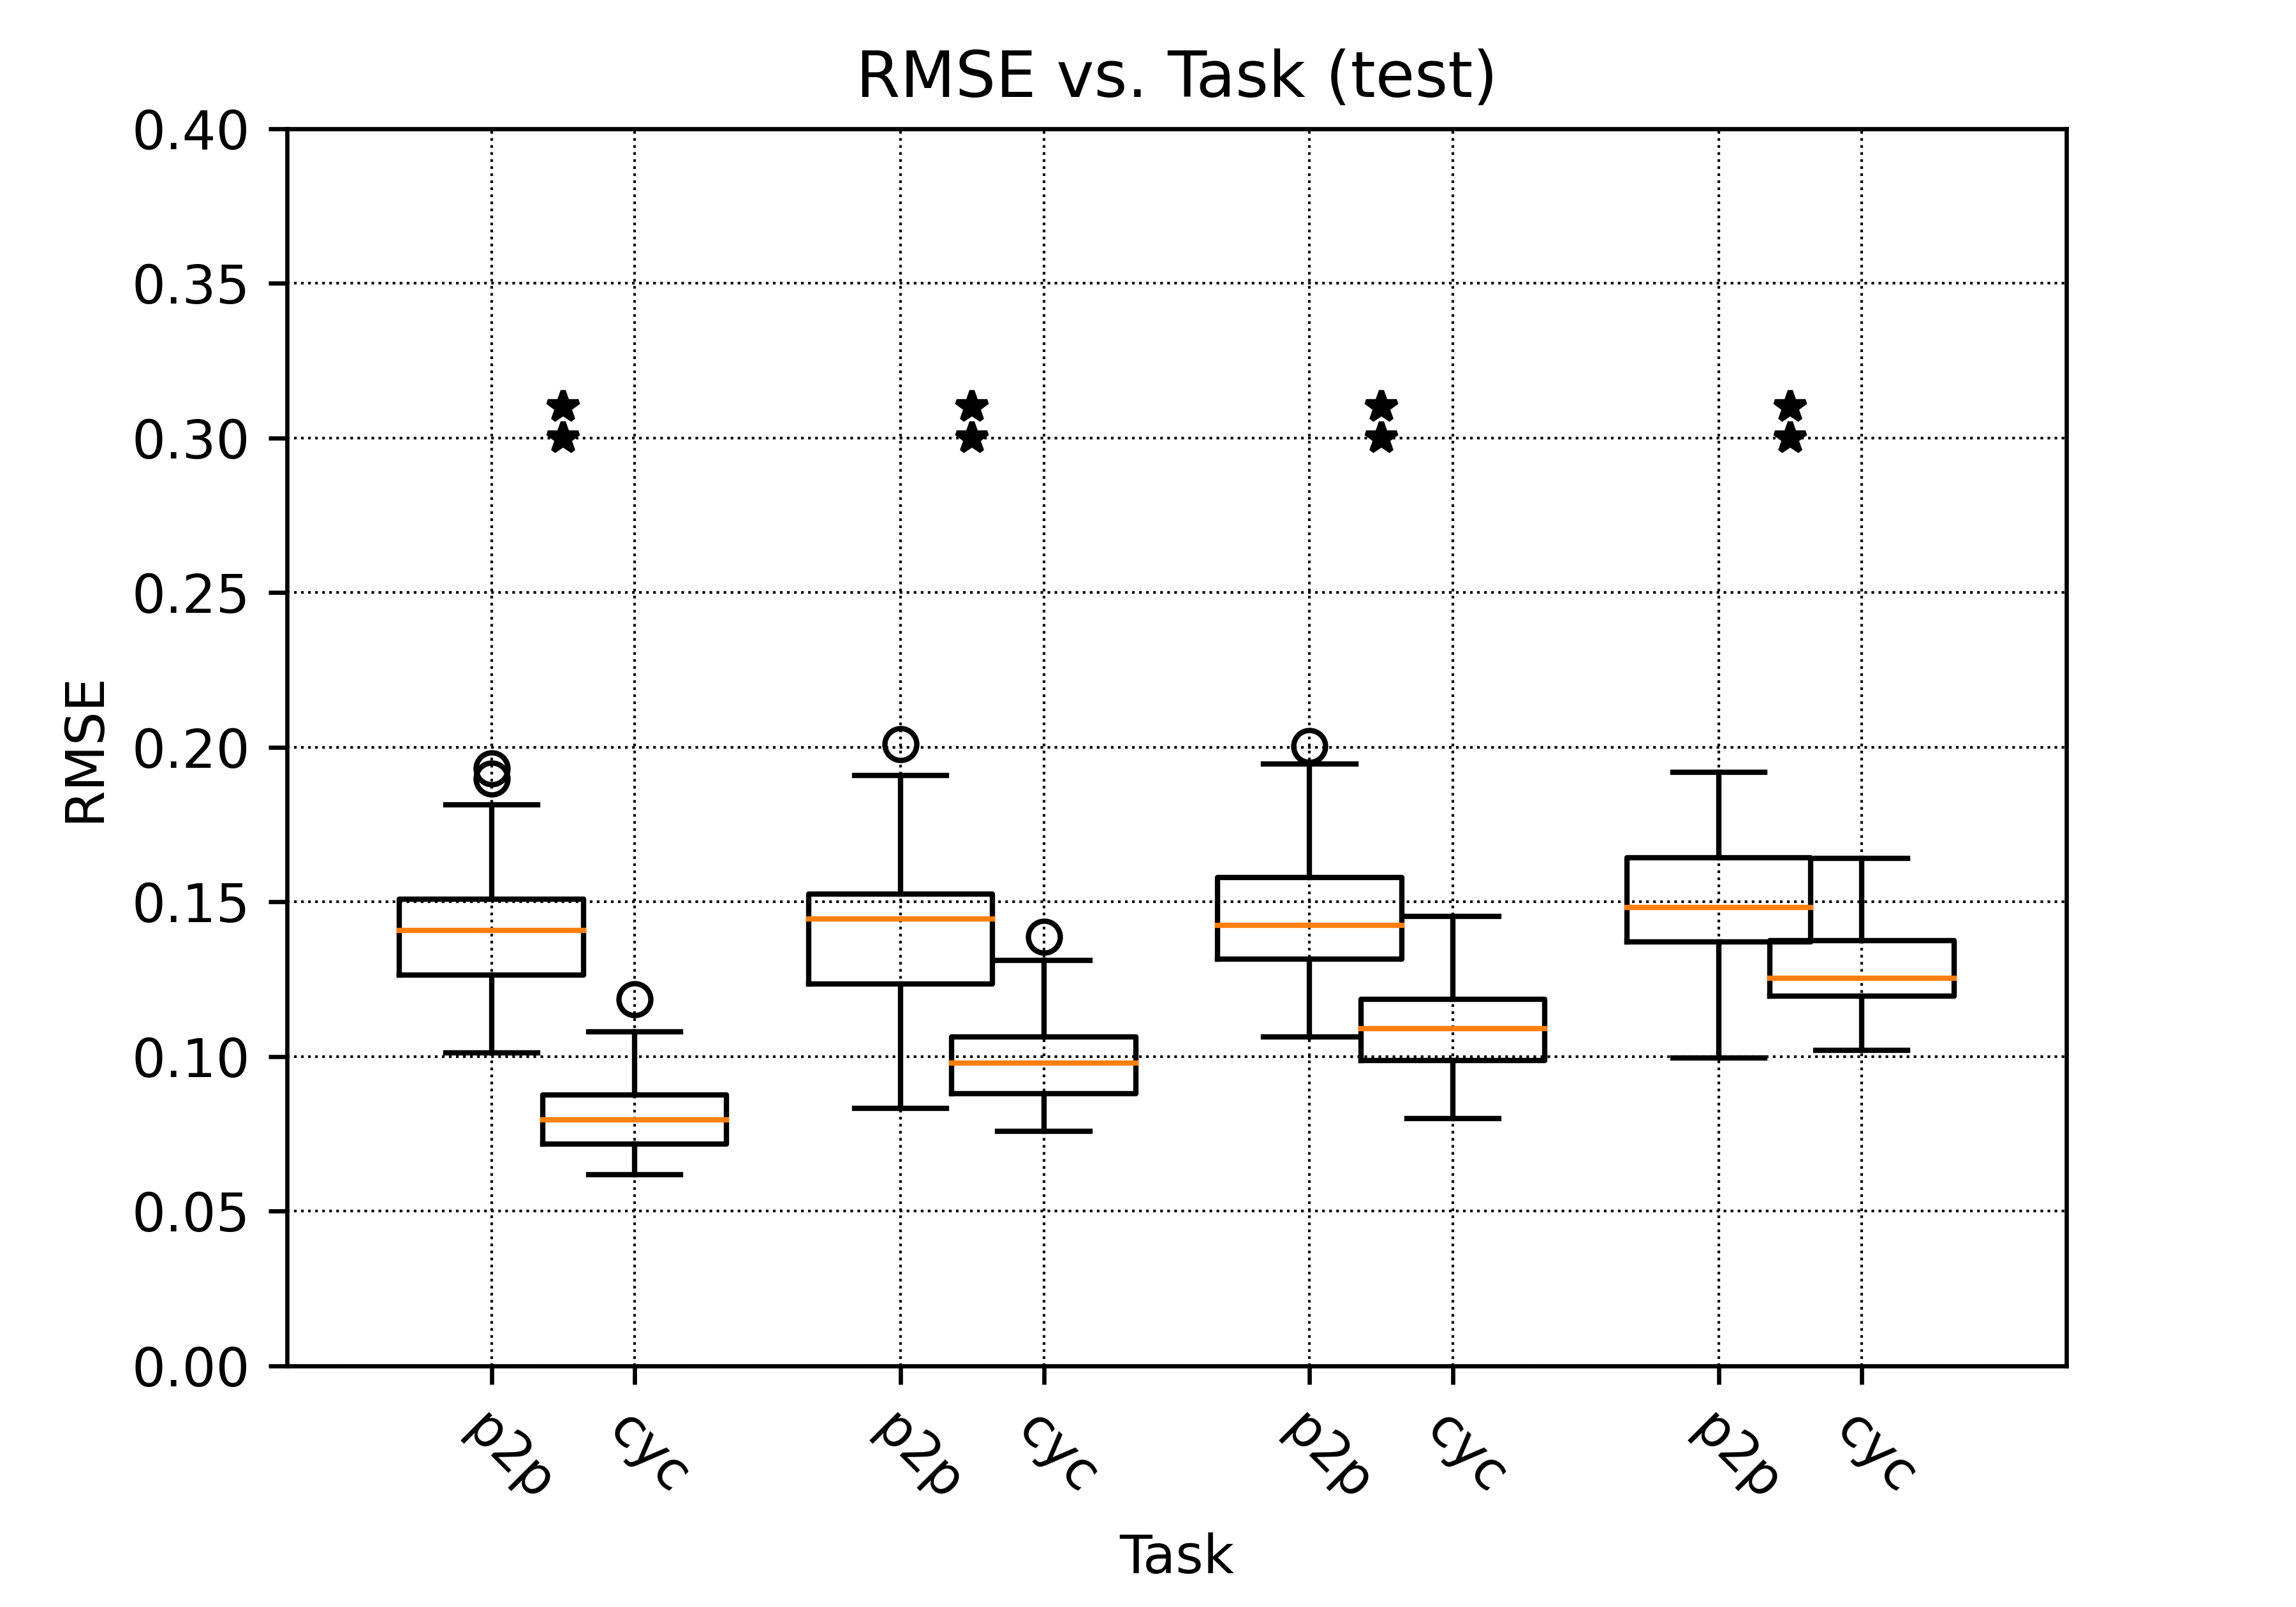 RMSE vs. Task (test)
0.40
0.35
0.30
0.25
0.20
0.15
0.10
0.05
0.00
RMSE
p2p cyc p2p cyc p2p cyc p2p cyc
Task